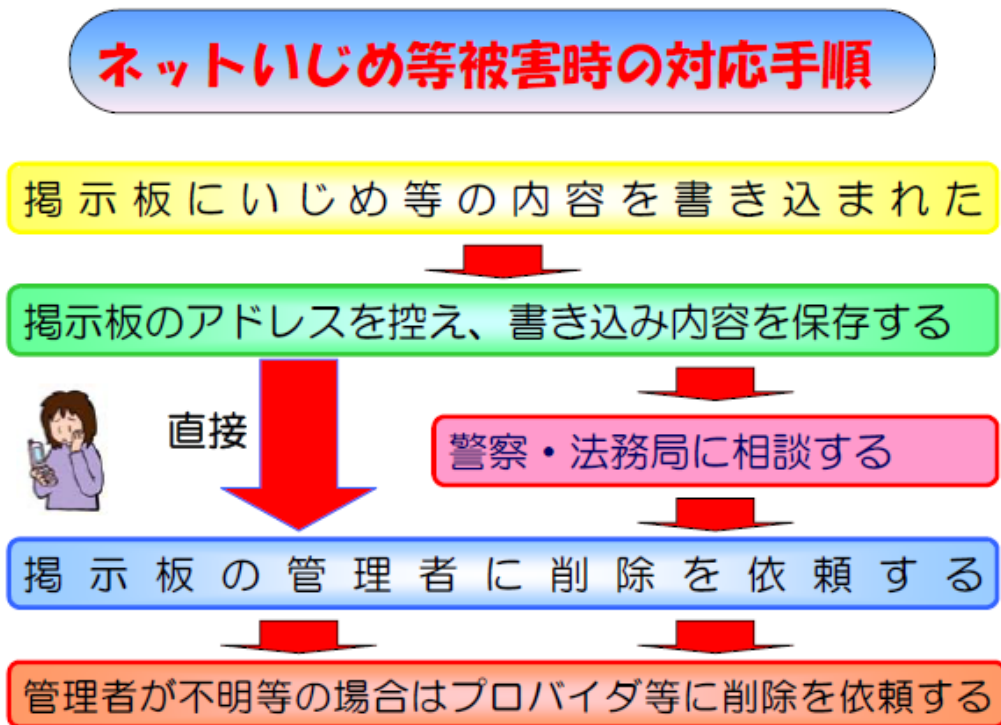 ネットいじめ等被害時の対応手順
掲示板にいじめ等の内容を書き込まれた
掲示板のアドレスを控え、書き込み内容を保存する
直接
警察・法務局に相談する
掲示板の管理者に削除を依頼する
管理者が不明等の場合はプロバイダ等に削除を依頼する